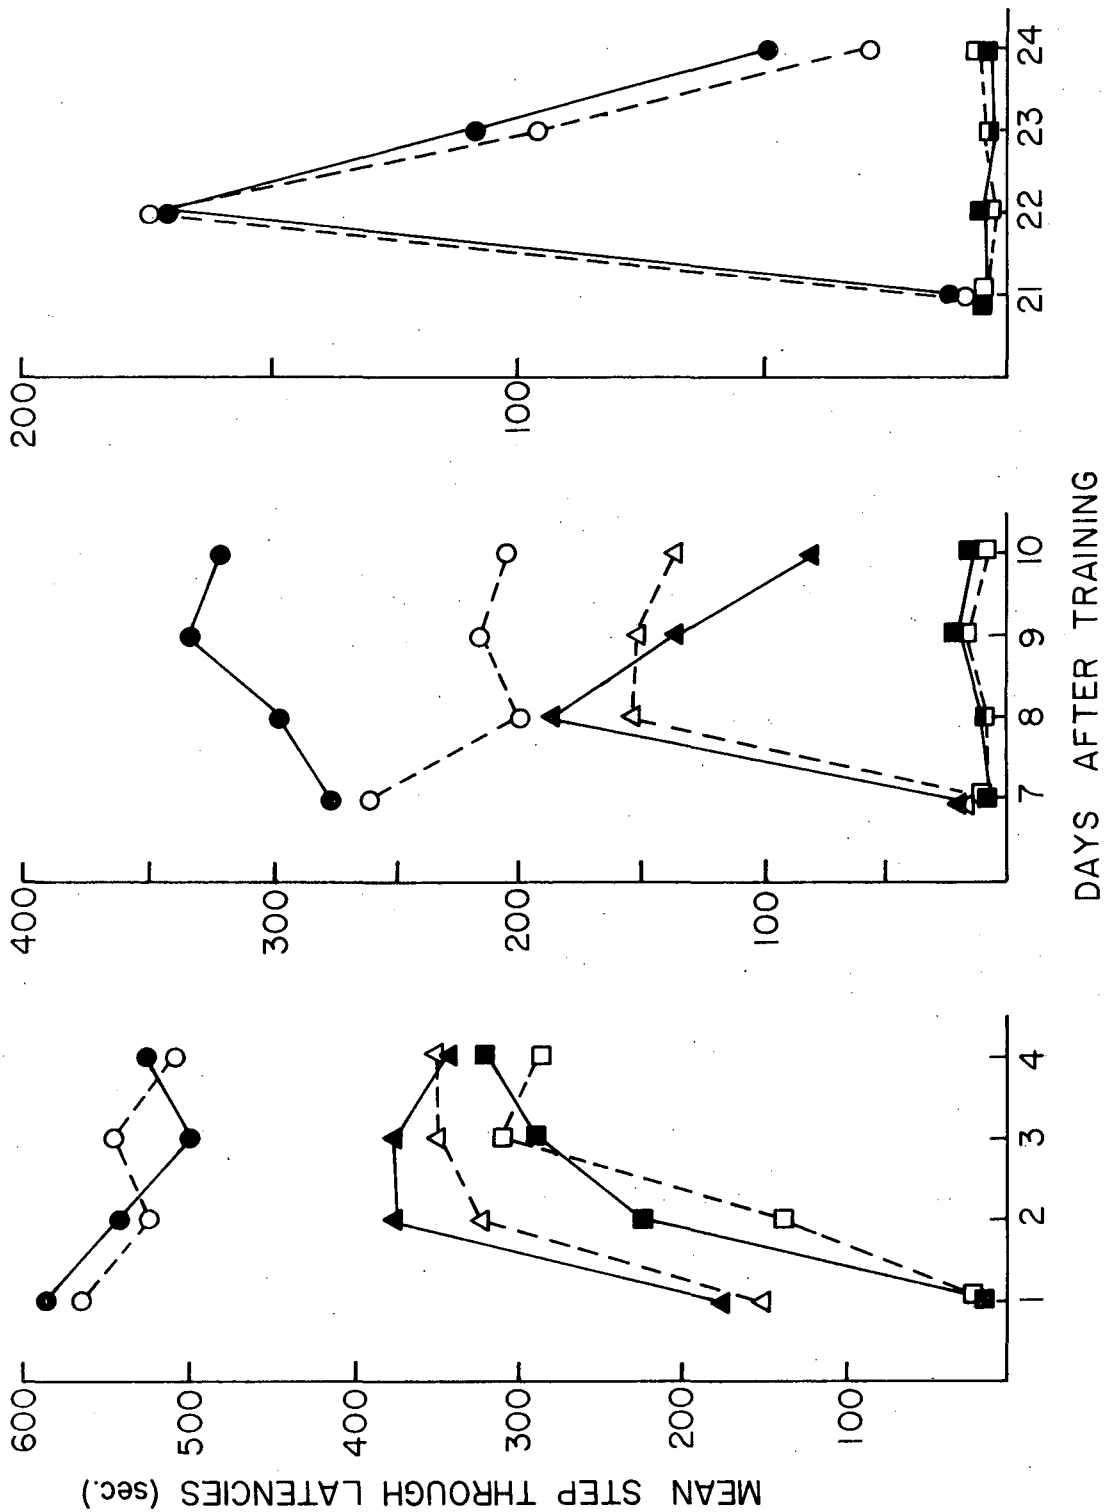 MEAN STEP THROUGH LATENCIES (sec.)
600
500
400
300
200
100
1 2 3 4
400
300
200
100
7 8 9 10
200
100
21 22 23 24
DAYS AFTER TRAINING